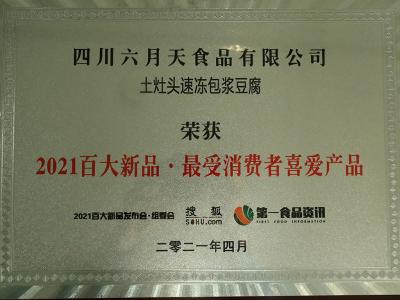 四川六月天食品有限公司
土灶头速冻包浆豆腐
荣获
2021百大新品·最受消费者喜爱产品
2021百大新品发布会·组委会 搜狐 SOHU.com 第一食品资讯 FIRST FOOD INFORMATION
二零二一年四月